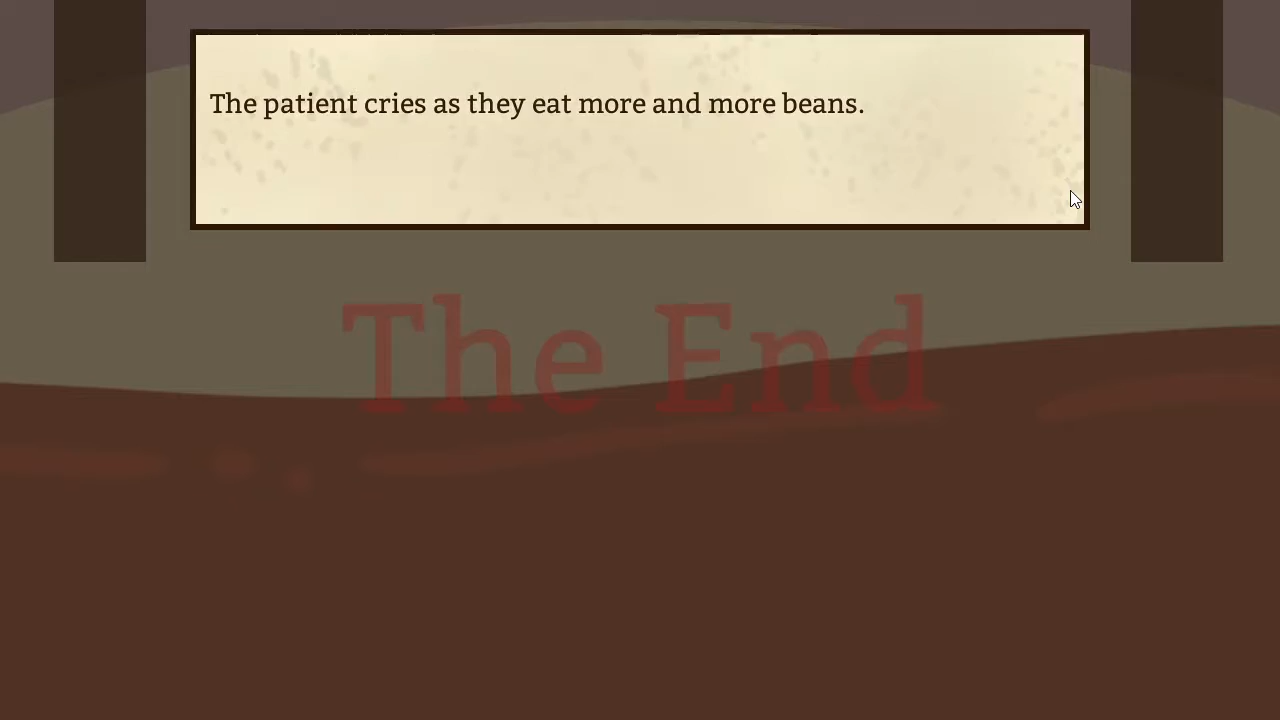 The patient cries as they eat more and more beans.
The End